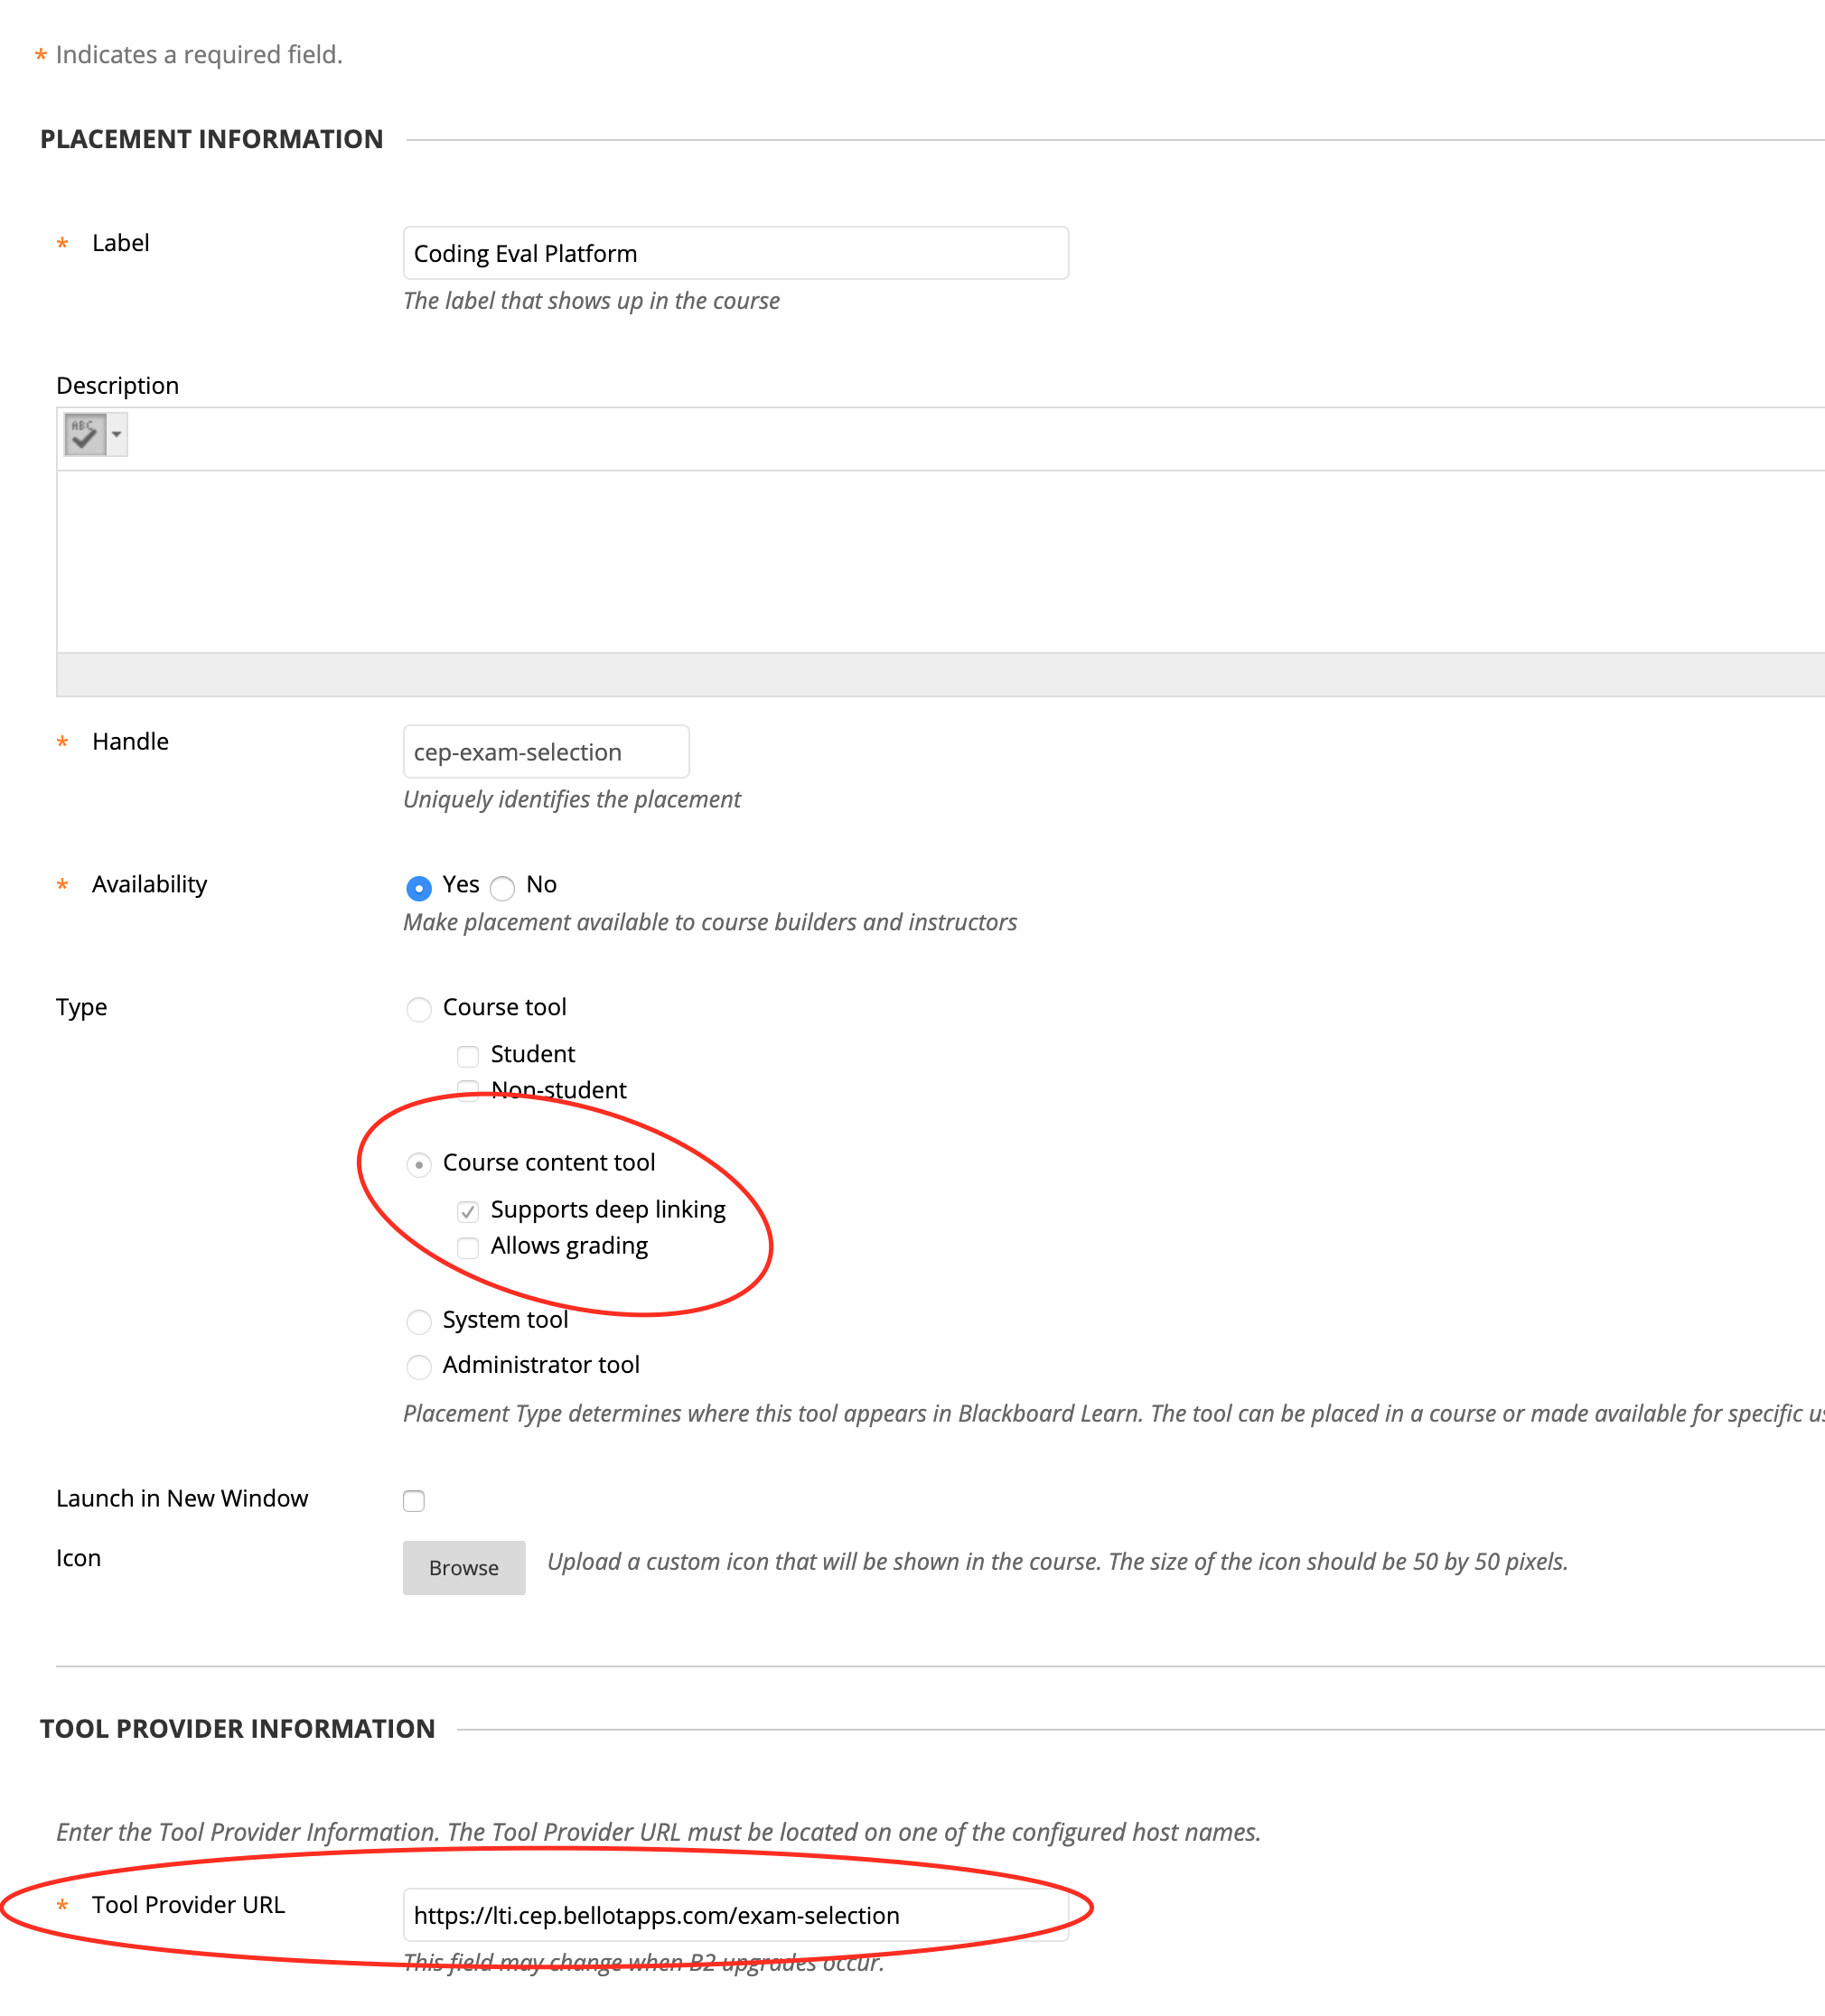 * Indicates a required field.
PLACEMENT INFORMATION
* Label
Coding Eval Platform
The label that shows up in the course
Description
ABC
* Handle
cep-exam-selection
Uniquely identifies the placement
* Availability
Yes No
Make placement available to course builders and instructors
Type
Course tool
Student
Non-student
Course content tool
Supports deep linking
Allows grading
System tool
Administrator tool
Placement Type determines where this tool appears in Blackboard Learn. The tool can be placed in a course or made available for specific
Launch in New Window
Icon
Browse
Upload a custom icon that will be shown in the course. The size of the icon should be 50 by 50 pixels.
TOOL PROVIDER INFORMATION
Enter the Tool Provider Information. The Tool Provider URL must be located on one of the configured host names.
* Tool Provider URL
https://lti.cep.bellotapps.com/exam-selection
This field may change when B2 upgrades occur.